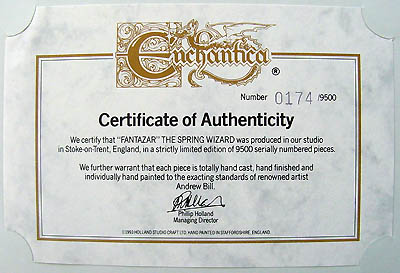 Enchantica ®
Number 0174 /9500
Certificate of Authenticity
We certify that "FANTAZAR" THE SPRING WIZARD was produced in our studio
in Stoke-on-Trent, England, in a strictly limited edition of 9500 serially numbered pieces.
We further warrant that each piece is totally hand cast, hand finished and
individually hand painted to the exacting standards of renowned artist
Andrew Bill.
Phillip Holland
Managing Director
©1993 HOLLAND STUDIO CRAFT LTD. HAND PAINTED IN STAFFORDSHIRE, ENGLAND.